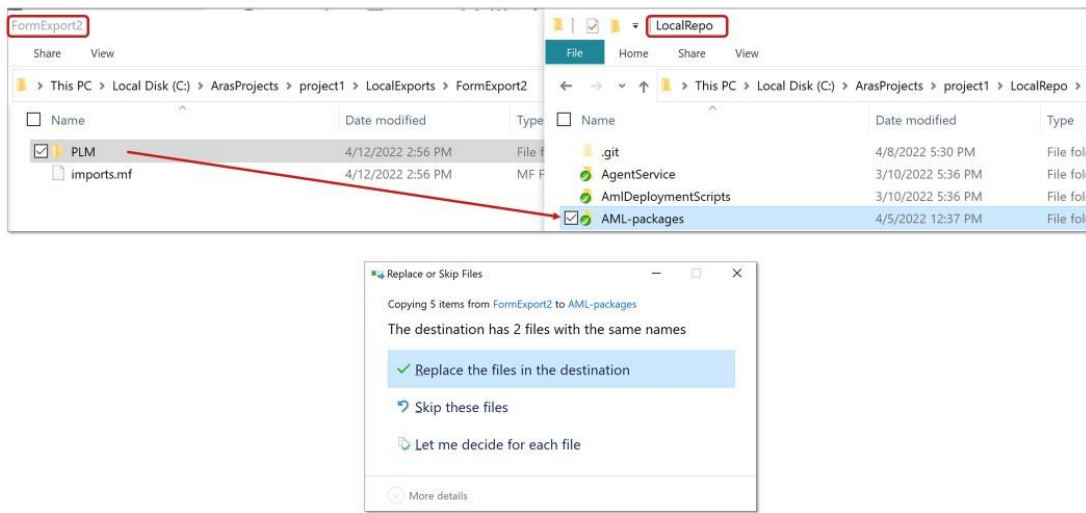 FormExport2
Share View
This PC > Local Disk (C:) > ArasProjects > project1 > LocalExports > FormExport2
Name Date modified Type
PLM 4/12/2022 2:56 PM File f
imports.mf 4/12/2022 2:56 PM MF F
LocalRepo
File Home Share View
This PC > Local Disk (C:) > ArasProjects > project1 > LocalRepo >
Name Date modified Type
.git 4/8/2022 5:30 PM File fol
AgentService 3/10/2022 5:36 PM File fol
AmlDeploymentScripts 3/10/2022 5:36 PM File fol
AML-packages 4/5/2022 12:37 PM File fol
Replace or Skip Files
Copying 5 items from FormExport2 to AML-packages
The destination has 2 files with the same names
Replace the files in the destination
Skip these files
Let me decide for each file
More details